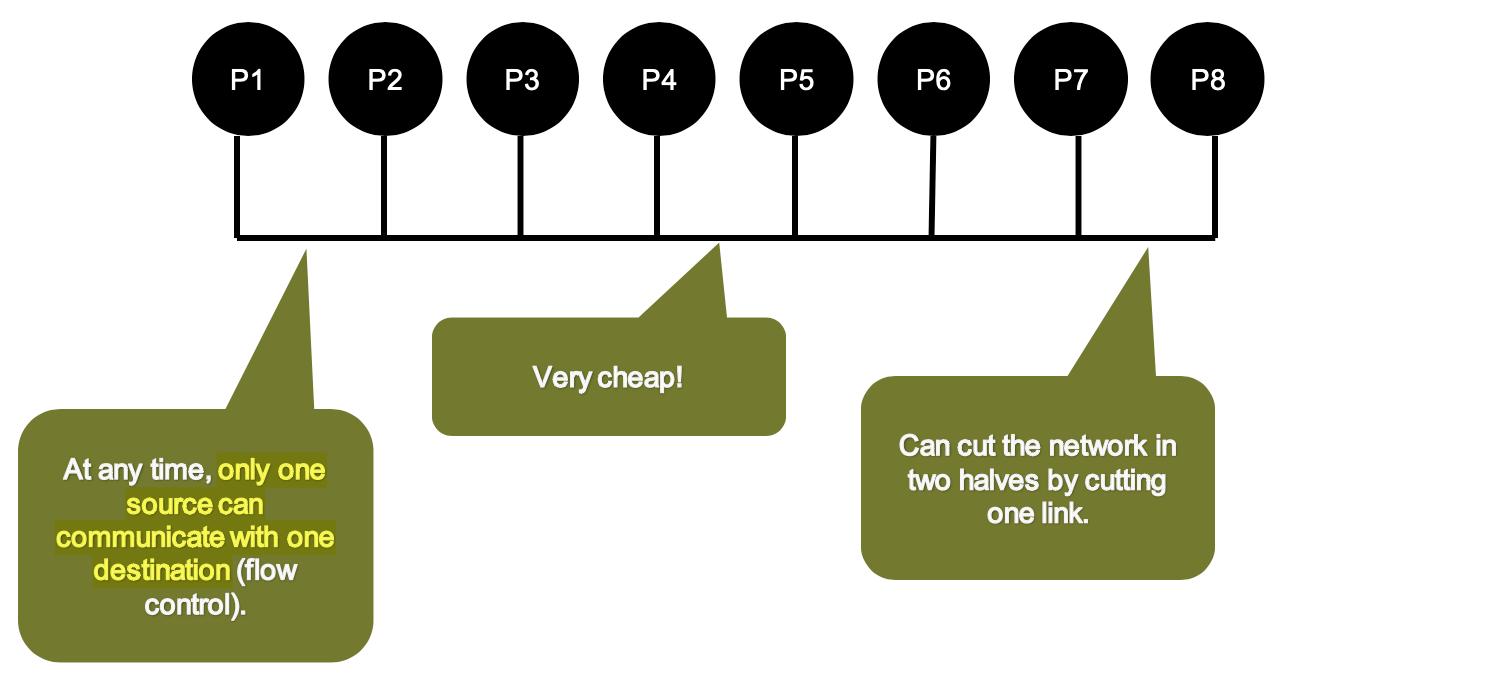 P1 P2 P3 P4 P5 P6 P7 P8
At any time, only one
source can
communicate with one
destination (flow
control).
Very cheap!
Can cut the network in
two halves by cutting
one link.